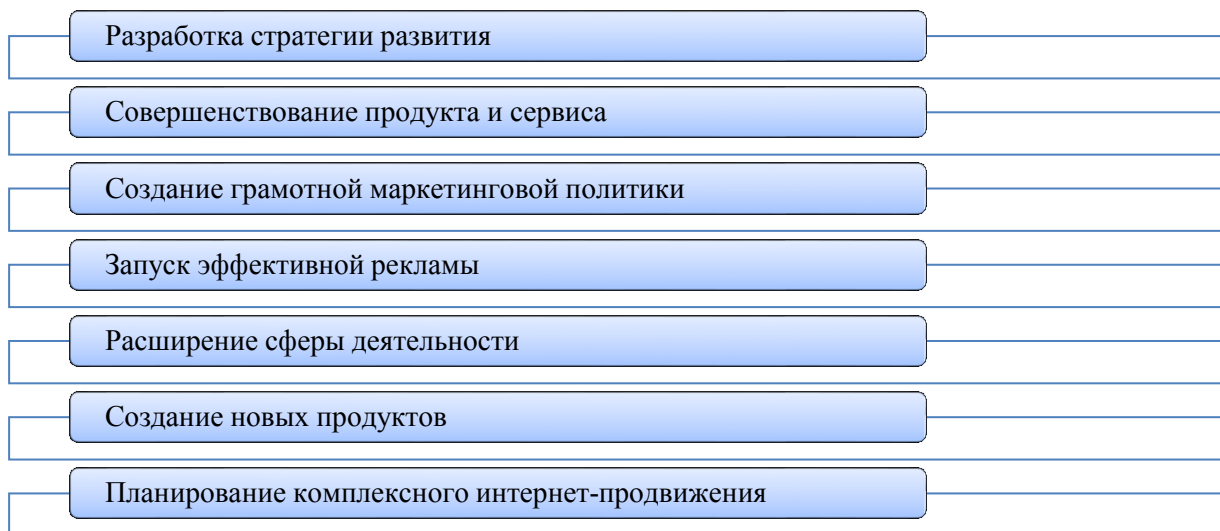 Разработка стратегии развития
Совершенствование продукта и сервиса
Создание грамотной маркетинговой политики
Запуск эффективной рекламы
Расширение сферы деятельности
Создание новых продуктов
Планирование комплексного интернет-продвижения